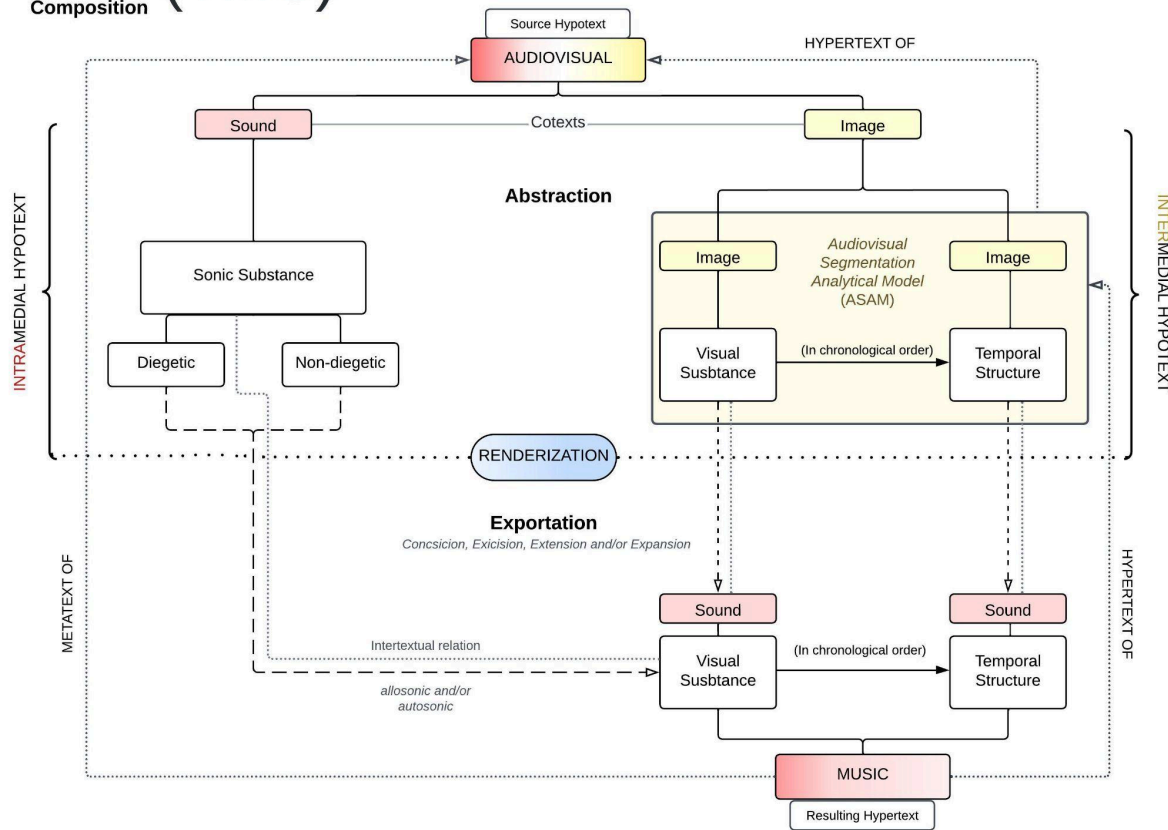 Composition
Source Hypotext
AUDIOVISUAL
HYPERTEXT OF
Sound
Cotexts
Image
Abstraction
INTRAMEDIAL HYPOTEXT
INTERMEDIAL HYPOTEXT
Sonic Substance
Image
Audiovisual
Segmentation
Analytical Model
(ASAM)
Image
Diegetic
Non-diegetic
Visual
Susbtance
(In chronological order)
Temporal
Structure
RENDERIZATION
Exportation
Concsicion, Exicision, Extension and/or Expansion
METATEXT OF
HYPERTEXT OF
Sound
Sound
Intertextual relation
allosonic and/or
autosonic
Visual
Susbtance
(In chronological order)
Temporal
Structure
MUSIC
Resulting Hypertext